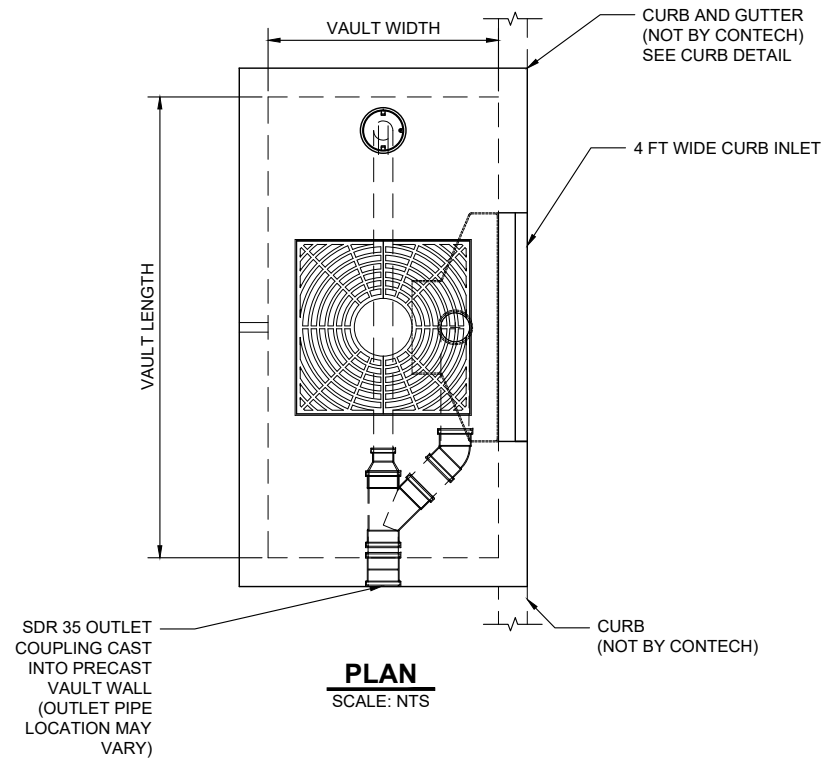 VAULT WIDTH
CURB AND GUTTER
(NOT BY CONTECH)
SEE CURB DETAIL
4 FT WIDE CURB INLET
VAULT LENGTH
SDR 35 OUTLET
COUPLING CAST
INTO PRECAST
VAULT WALL
(OUTLET PIPE
LOCATION MAY
VARY)
PLAN
SCALE: NTS
CURB
(NOT BY CONTECH)